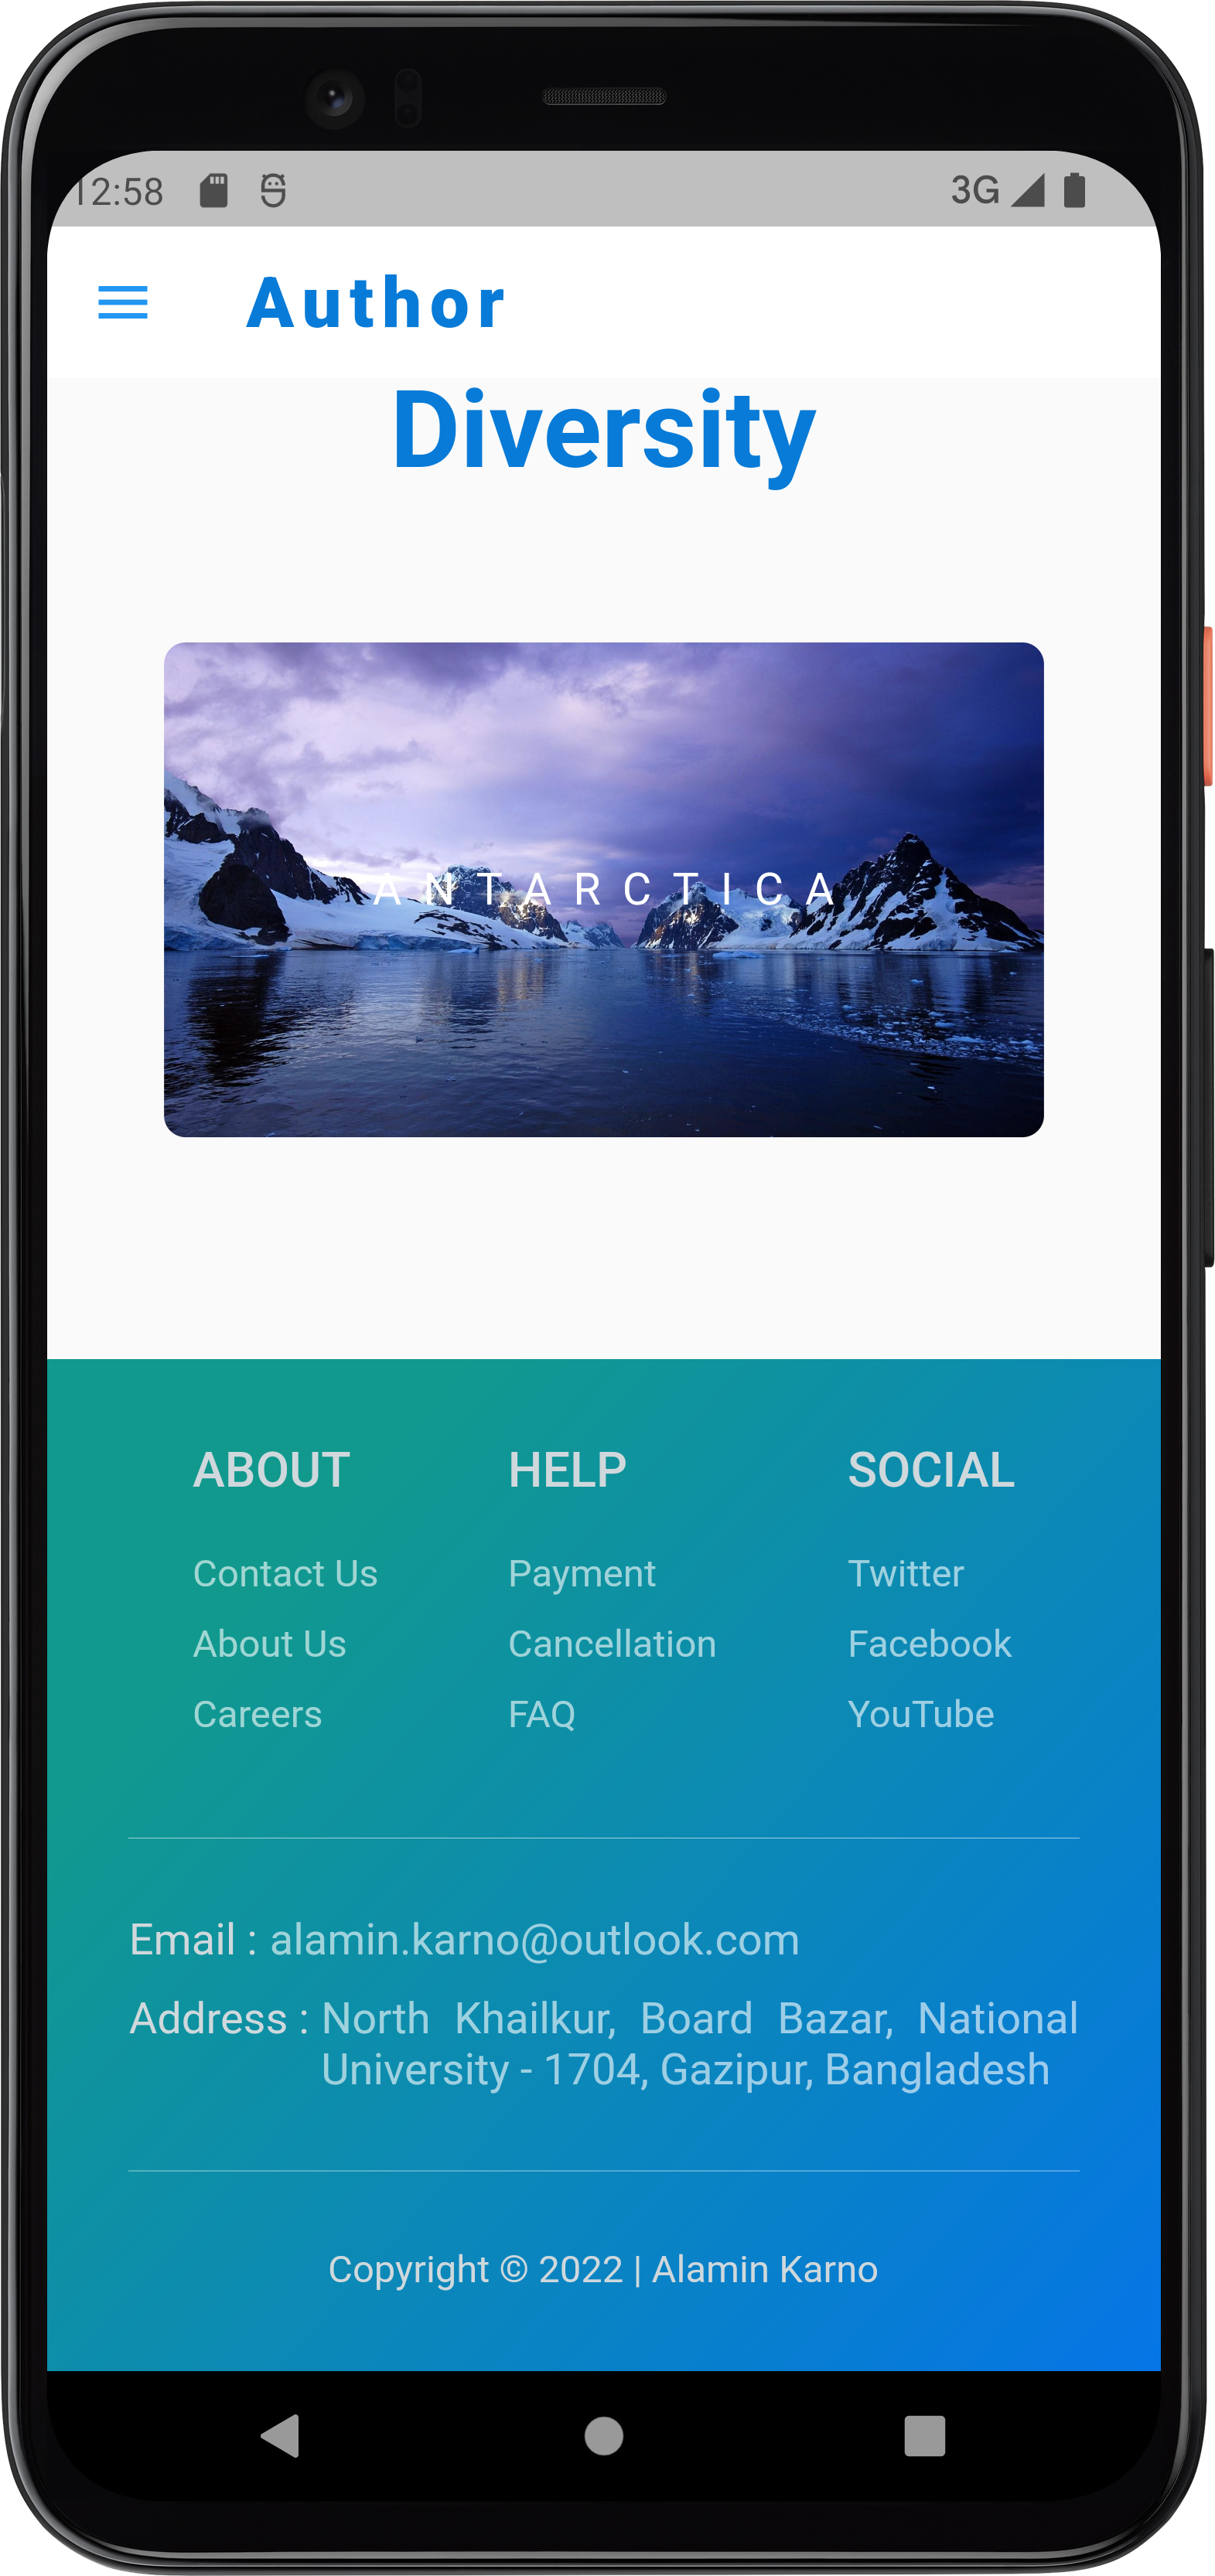 12:58 3G
Author
Diversity
ANTARCTICA
ABOUT HELP SOCIAL
Contact Us Payment Twitter
About Us Cancellation Facebook
Careers FAQ YouTube
Email : alamin.karno@outlook.com
Address : North Khailkur, Board Bazar, National
University - 1704, Gazipur, Bangladesh
Copyright © 2022 | Alamin Karno